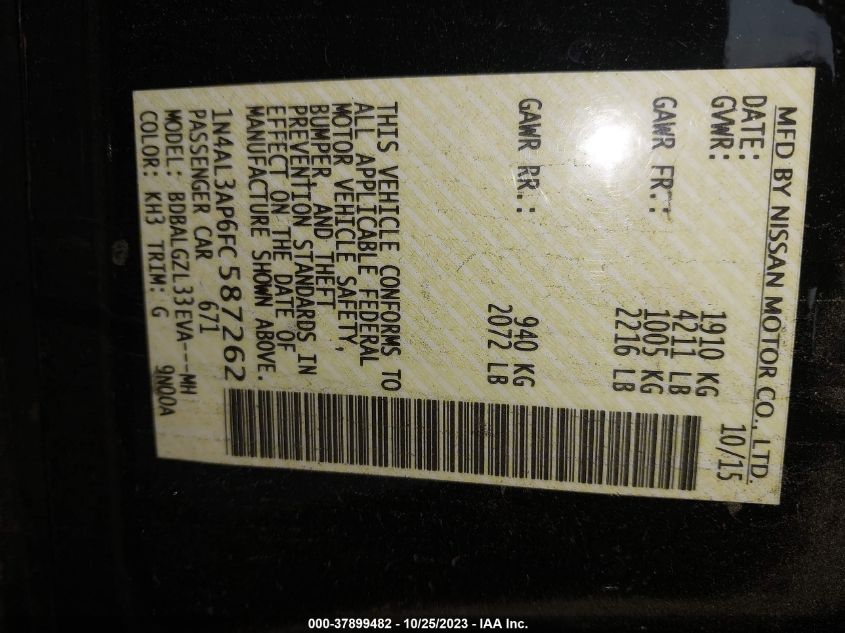 MFD BY NISSAN MOTOR CO., LTD.
DATE: 10/15
GVWR: 1910 KG
4211 LB
GAWR FR.: 1005 KG
2216 LB
GAWR RR.: 940 KG
2072 LB
THIS VEHICLE CONFORMS TO
ALL APPLICABLE FEDERAL
MOTOR VEHICLE SAFETY,
BUMPER AND THEFT
PREVENTION STANDARDS IN
EFFECT ON THE DATE OF
MANUFACTURE SHOWN ABOVE.
1N4AL3AP6FC587262
PASSENGER CAR 671
MODEL: BDBALGZL33EVA---MH
COLOR: KH3 TRIM: G 9N00A
000-37899482 - 10/25/2023 - IAA Inc.